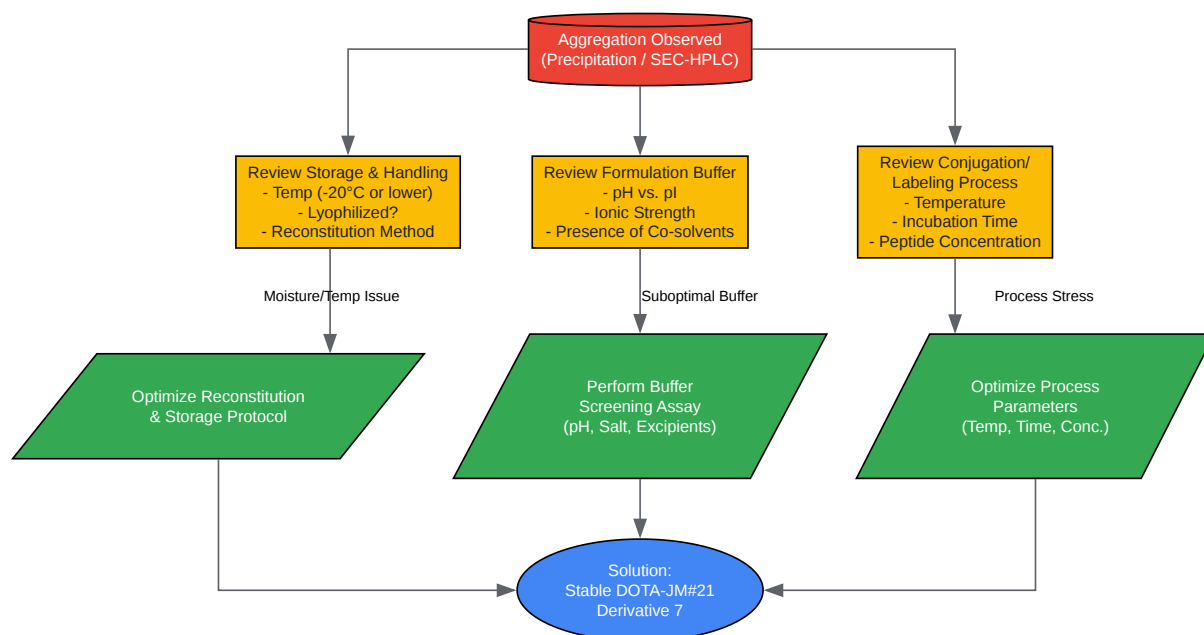 Aggregation Observed
(Precipitation / SEC-HPLC)
Review Storage & Handling
- Temp (-20°C or lower)
- Lyophilized?
- Reconstitution Method
Review Formulation Buffer
- pH vs. pI
- Ionic Strength
- Presence of Co-solvents
Review Conjugation/
Labeling Process
- Temperature
- Incubation Time
- Peptide Concentration
Moisture/Temp Issue
Suboptimal Buffer
Process Stress
Optimize Reconstitution
& Storage Protocol
Perform Buffer
Screening Assay
(pH, Salt, Excipients)
Optimize Process
Parameters
(Temp, Time, Conc.)
Solution:
Stable DOTA-JM#21
Derivative 7